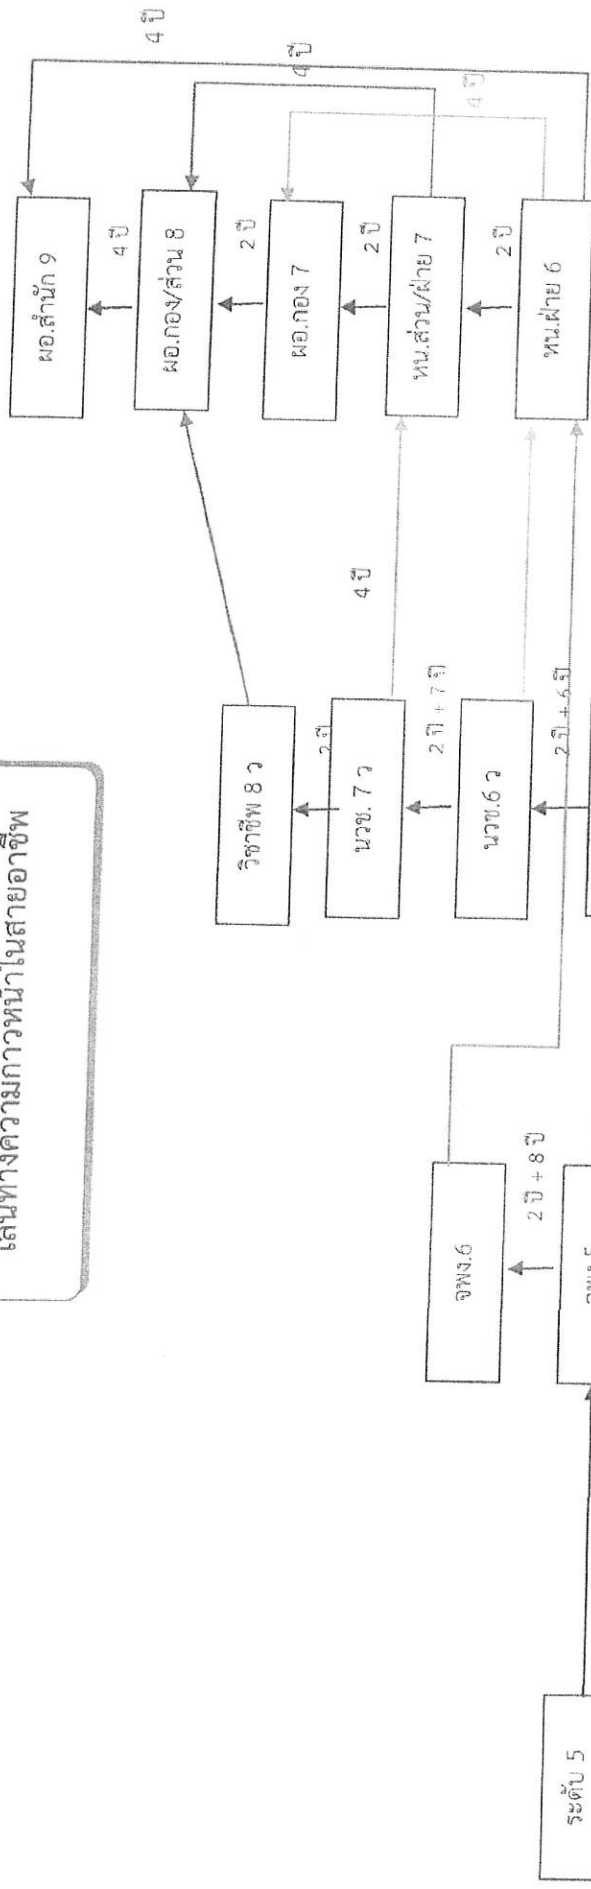 เส้นทางความก้าวหน้าในสายอาชีพ
4 ปี
4 ปี
4 ปี
ผอ.สำนัก 9
4 ปี
ผอ.กอง/ส่วน 8
2 ปี
วิชาชีพ 8 ว
ผอ.กอง 7
2 ปี
2 ปี
นวช. 7 ว
4 ปี
หน.ส่วน/ฝ่าย 7
2 ปี
จพง.6
2 ปี + 7 ปี
นวช.6 ว
หน.ฝ่าย 6
2 ปี + 8 ปี
2 ปี + 6 ปี
ระดับ 5
จพง.5